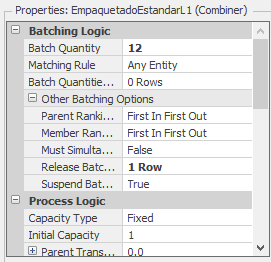 Properties: EmpaquetadoEstandarL1 (Combiner)
Batching Logic
Batch Quantity 12
Matching Rule Any Entity
Batch Quantitie... 0 Rows
Other Batching Options
Parent Ranki... First In First Out
Member Ran... First In First Out
Must Simulta... False
Release Batc... 1 Row
Suspend Bat... True
Process Logic
Capacity Type Fixed
Initial Capacity 1
Parent Trans... 0.0